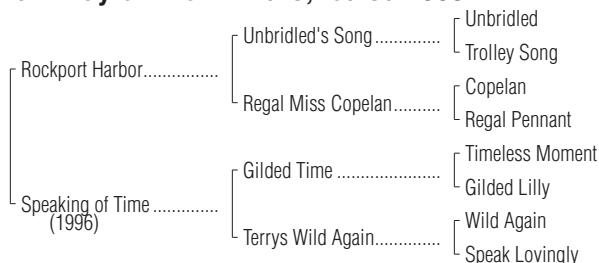 Unbridled
Unbridled's Song..............
Trolley Song
Rockport Harbor................
Copelan
Regal Miss Copelan..........
Regal Pennant
Timeless Moment
Gilded Time ......................
Gilded Lilly
Speaking of Time ..............
(1996)
Wild Again
Terrys Wild Again..............
Speak Lovingly